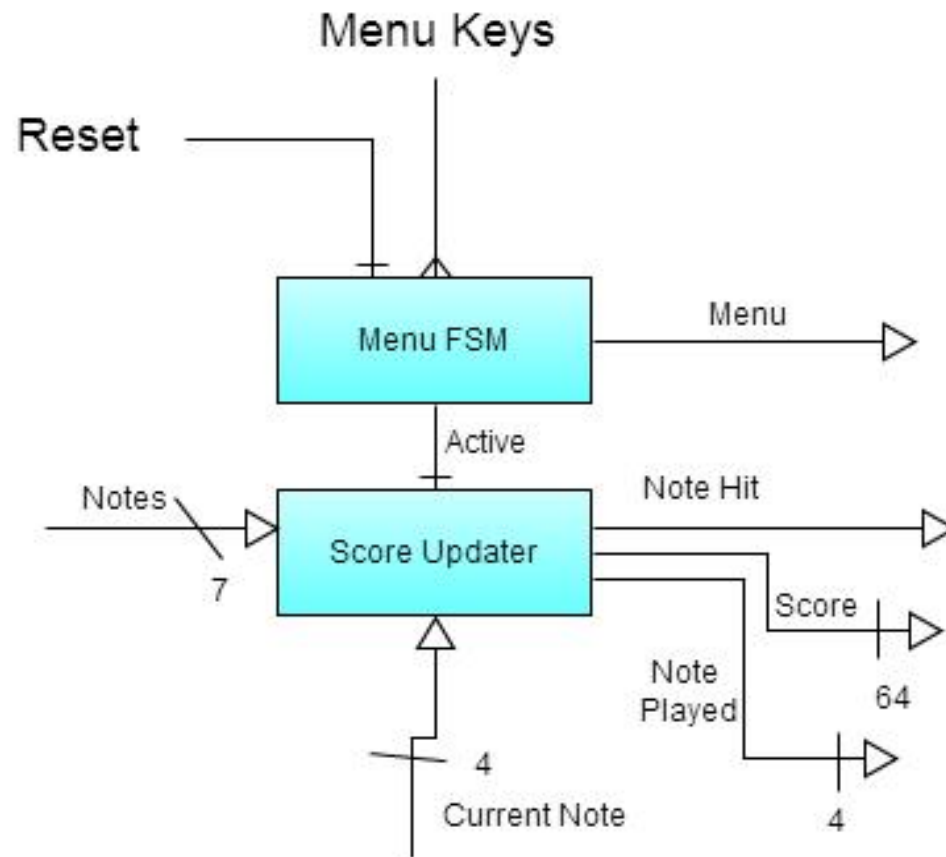 Menu Keys
Reset
Menu FSM
Menu
Active
Notes
7
Score Updater
Note Hit
Score
64
Note
Played
4
4
Current Note